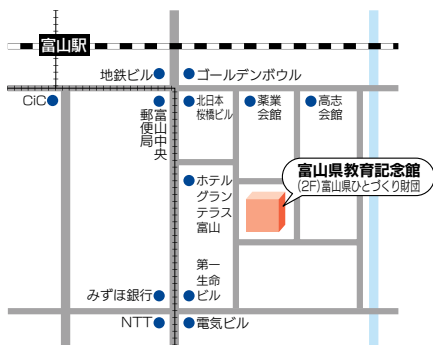 富山駅
地鉄ビル
ゴールデンボウル
CiC
富山中央
郵便局
北日本
桜橋ビル
薬業
会館
高志
会館
富山県教育記念館
(2F)富山県ひとづくり財団
ホテル
グラン
テラス
富山
第一
生命
ビル
みずほ銀行
NTT
電気ビル